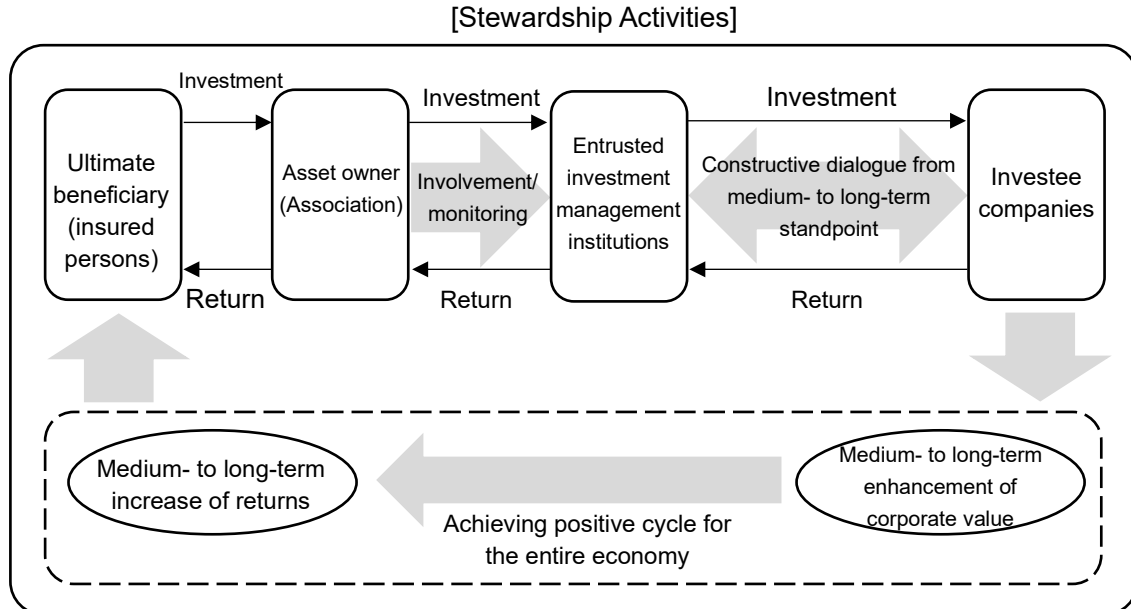 [Stewardship Activities]
Investment
Investment
Investment
Ultimate
beneficiary
(insured
persons)
Asset owner
(Association)
Involvement/
monitoring
Entrusted
investment
management
institutions
Constructive dialogue from
medium- to long-term
standpoint
Investee
companies
Return
Return
Return
Medium- to long-term
increase of returns
Achieving positive cycle for
the entire economy
Medium- to long-term
enhancement of
corporate value